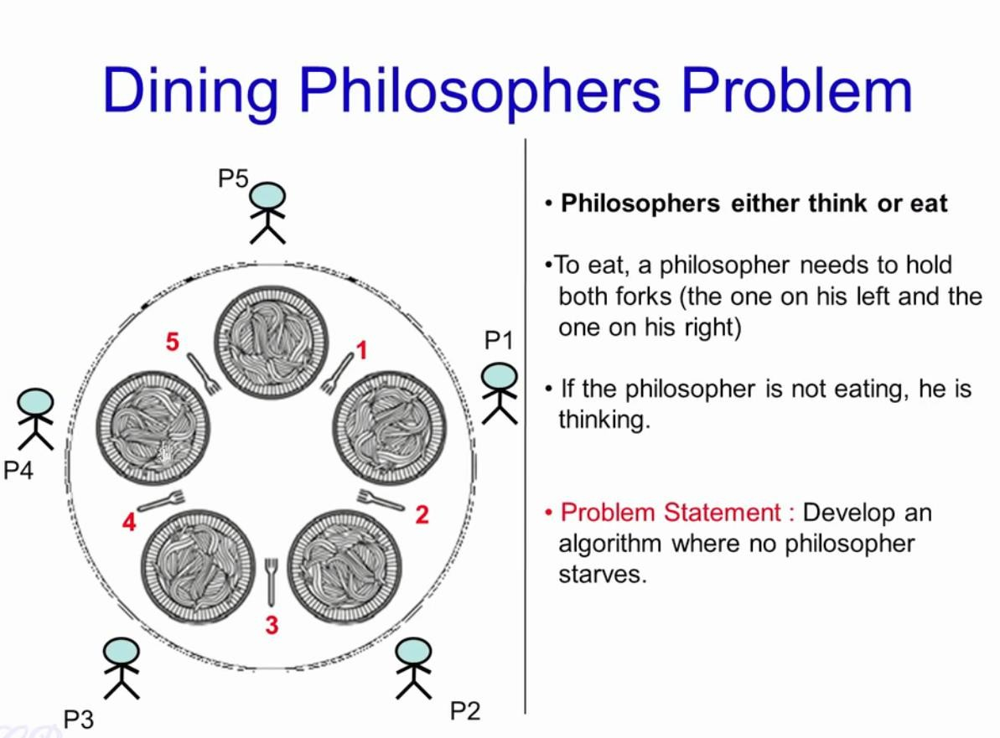 Dining Philosophers Problem
P5
P1
P4
P3
P2
5
1
4
2
3
• Philosophers either think or eat
•To eat, a philosopher needs to hold
both forks (the one on his left and the
one on his right)
• If the philosopher is not eating, he is
thinking.
• Problem Statement : Develop an
algorithm where no philosopher
starves.